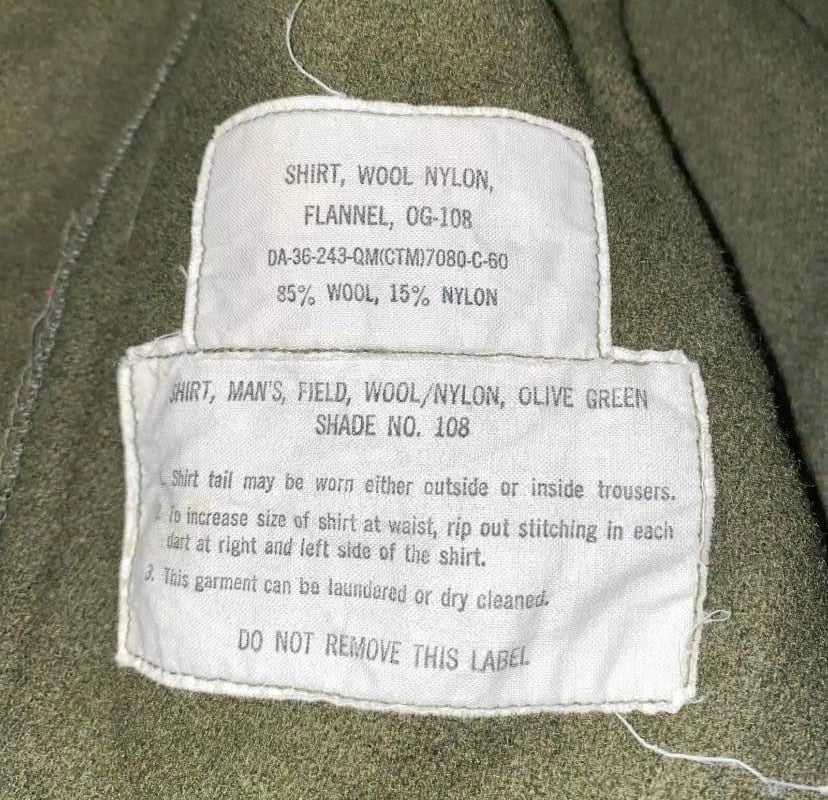 SHIRT, WOOL NYLON,
FLANNEL, OG-108
DA-36-243-QM(CTM)7080-C-60
85% WOOL, 15% NYLON
SHIRT, MAN'S, FIELD, WOOL/NYLON, OLIVE GREEN
SHADE NO. 108
1. Shirt tail may be worn either outside or inside trousers.
2. To increase size of shirt at waist, rip out stitching in each
dart at right and left side of the shirt.
3. This garment can be laundered or dry cleaned.
DO NOT REMOVE THIS LABEL